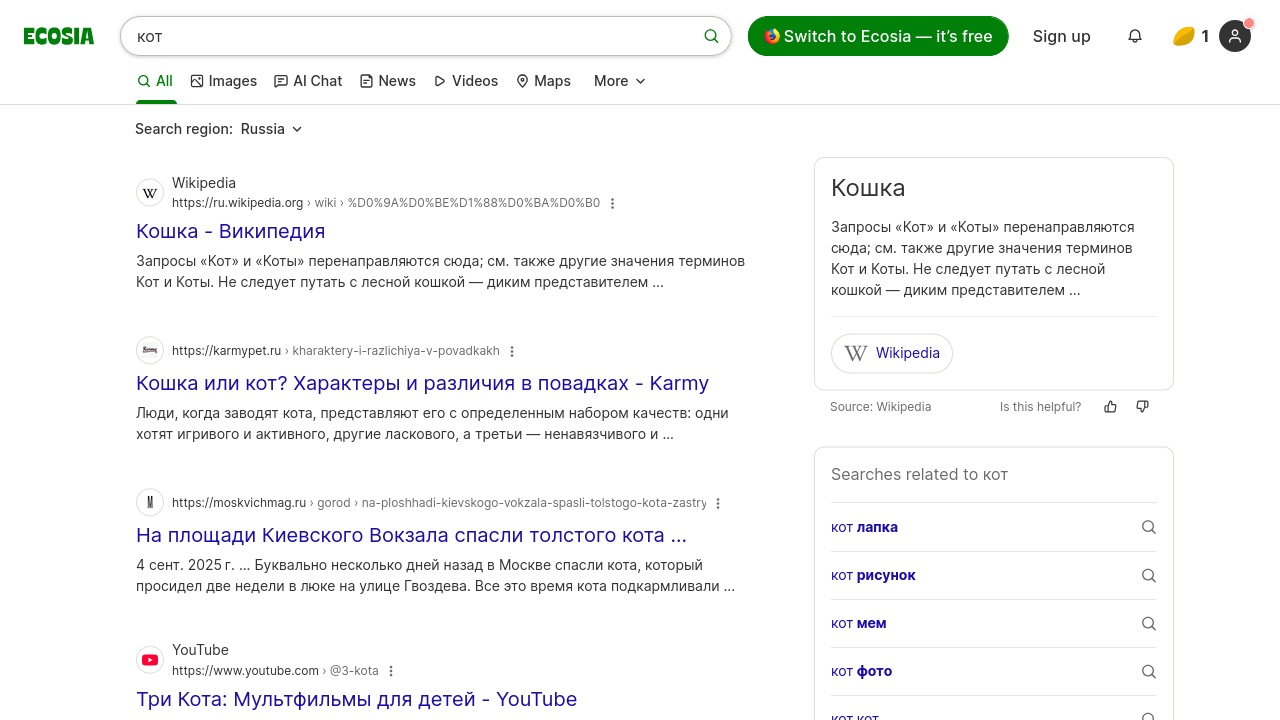 ECOSIA
кот
Switch to Ecosia — it's free
Sign up
1
All
Images
AI Chat
News
Videos
Maps
More
Search region: Russia
Wikipedia
https://ru.wikipedia.org › wiki › %D0%9A%D0%BE%D1%88%D0%BA%D0%B0
Кошка - Википедия
Запросы «Кот» и «Коты» перенаправляются сюда; см. также другие значения терминов
Кот и Коты. Не следует путать с лесной кошкой — диким представителем ...
https://karmypet.ru › kharaktery-i-razlichiya-v-povadkakh
Кошка или кот? Характеры и различия в повадках - Karmy
Люди, когда заводят кота, представляют его с определенным набором качеств: одни
хотят игривого и активного, другие ласкового, а третьи — ненавязчивого и ...
https://moskvichmag.ru › gorod › na-ploshhadi-kievskogo-vokzala-spasli-tolstogo-kota-zastry
На площади Киевского Вокзала спасли толстого кота ...
4 сент. 2025 г. ... Буквально несколько дней назад в Москве спасли кота, который
просидел две недели в люке на улице Гвоздева. Все это время кота подкармливали ...
YouTube
https://www.youtube.com › @3-kota
Три Кота: Мультфильмы для детей - YouTube
Кошка
Запросы «Кот» и «Коты» перенаправляются
сюда; см. также другие значения терминов
Кот и Коты. Не следует путать с лесной
кошкой — диким представителем ...
W Wikipedia
Source: Wikipedia
Is this helpful?
Searches related to кот
кот лапка
кот рисунок
кот мем
кот фото
кот кот